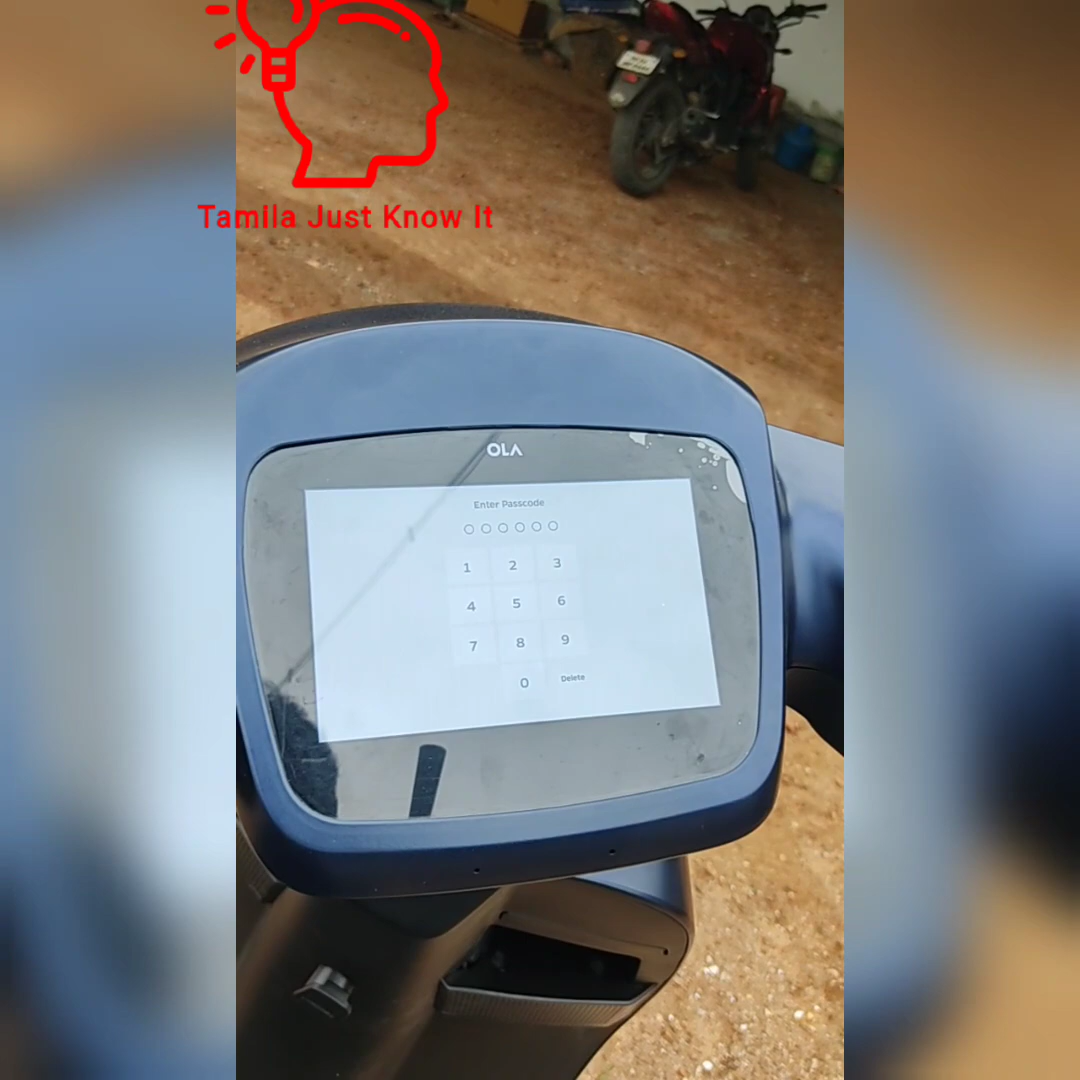 Tamila Just Know It
OLA
Enter Passcode
1 2 3
4 5 6
7 8 9
0 Delete